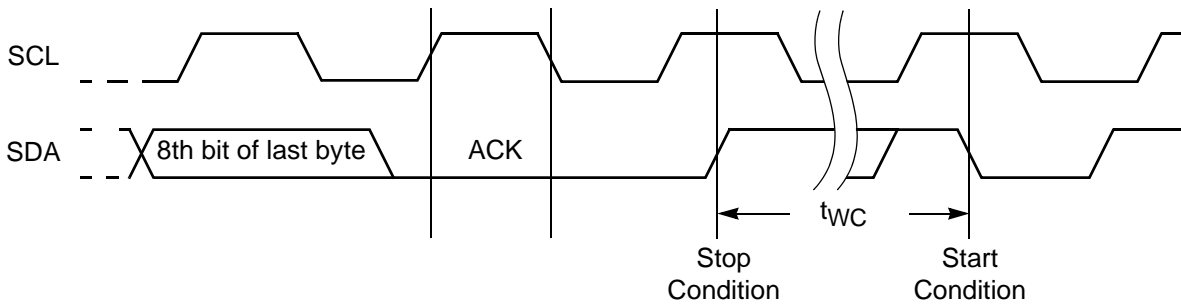 SCL
SDA
8th bit of last byte
ACK
tWC
Stop
Condition
Start
Condition